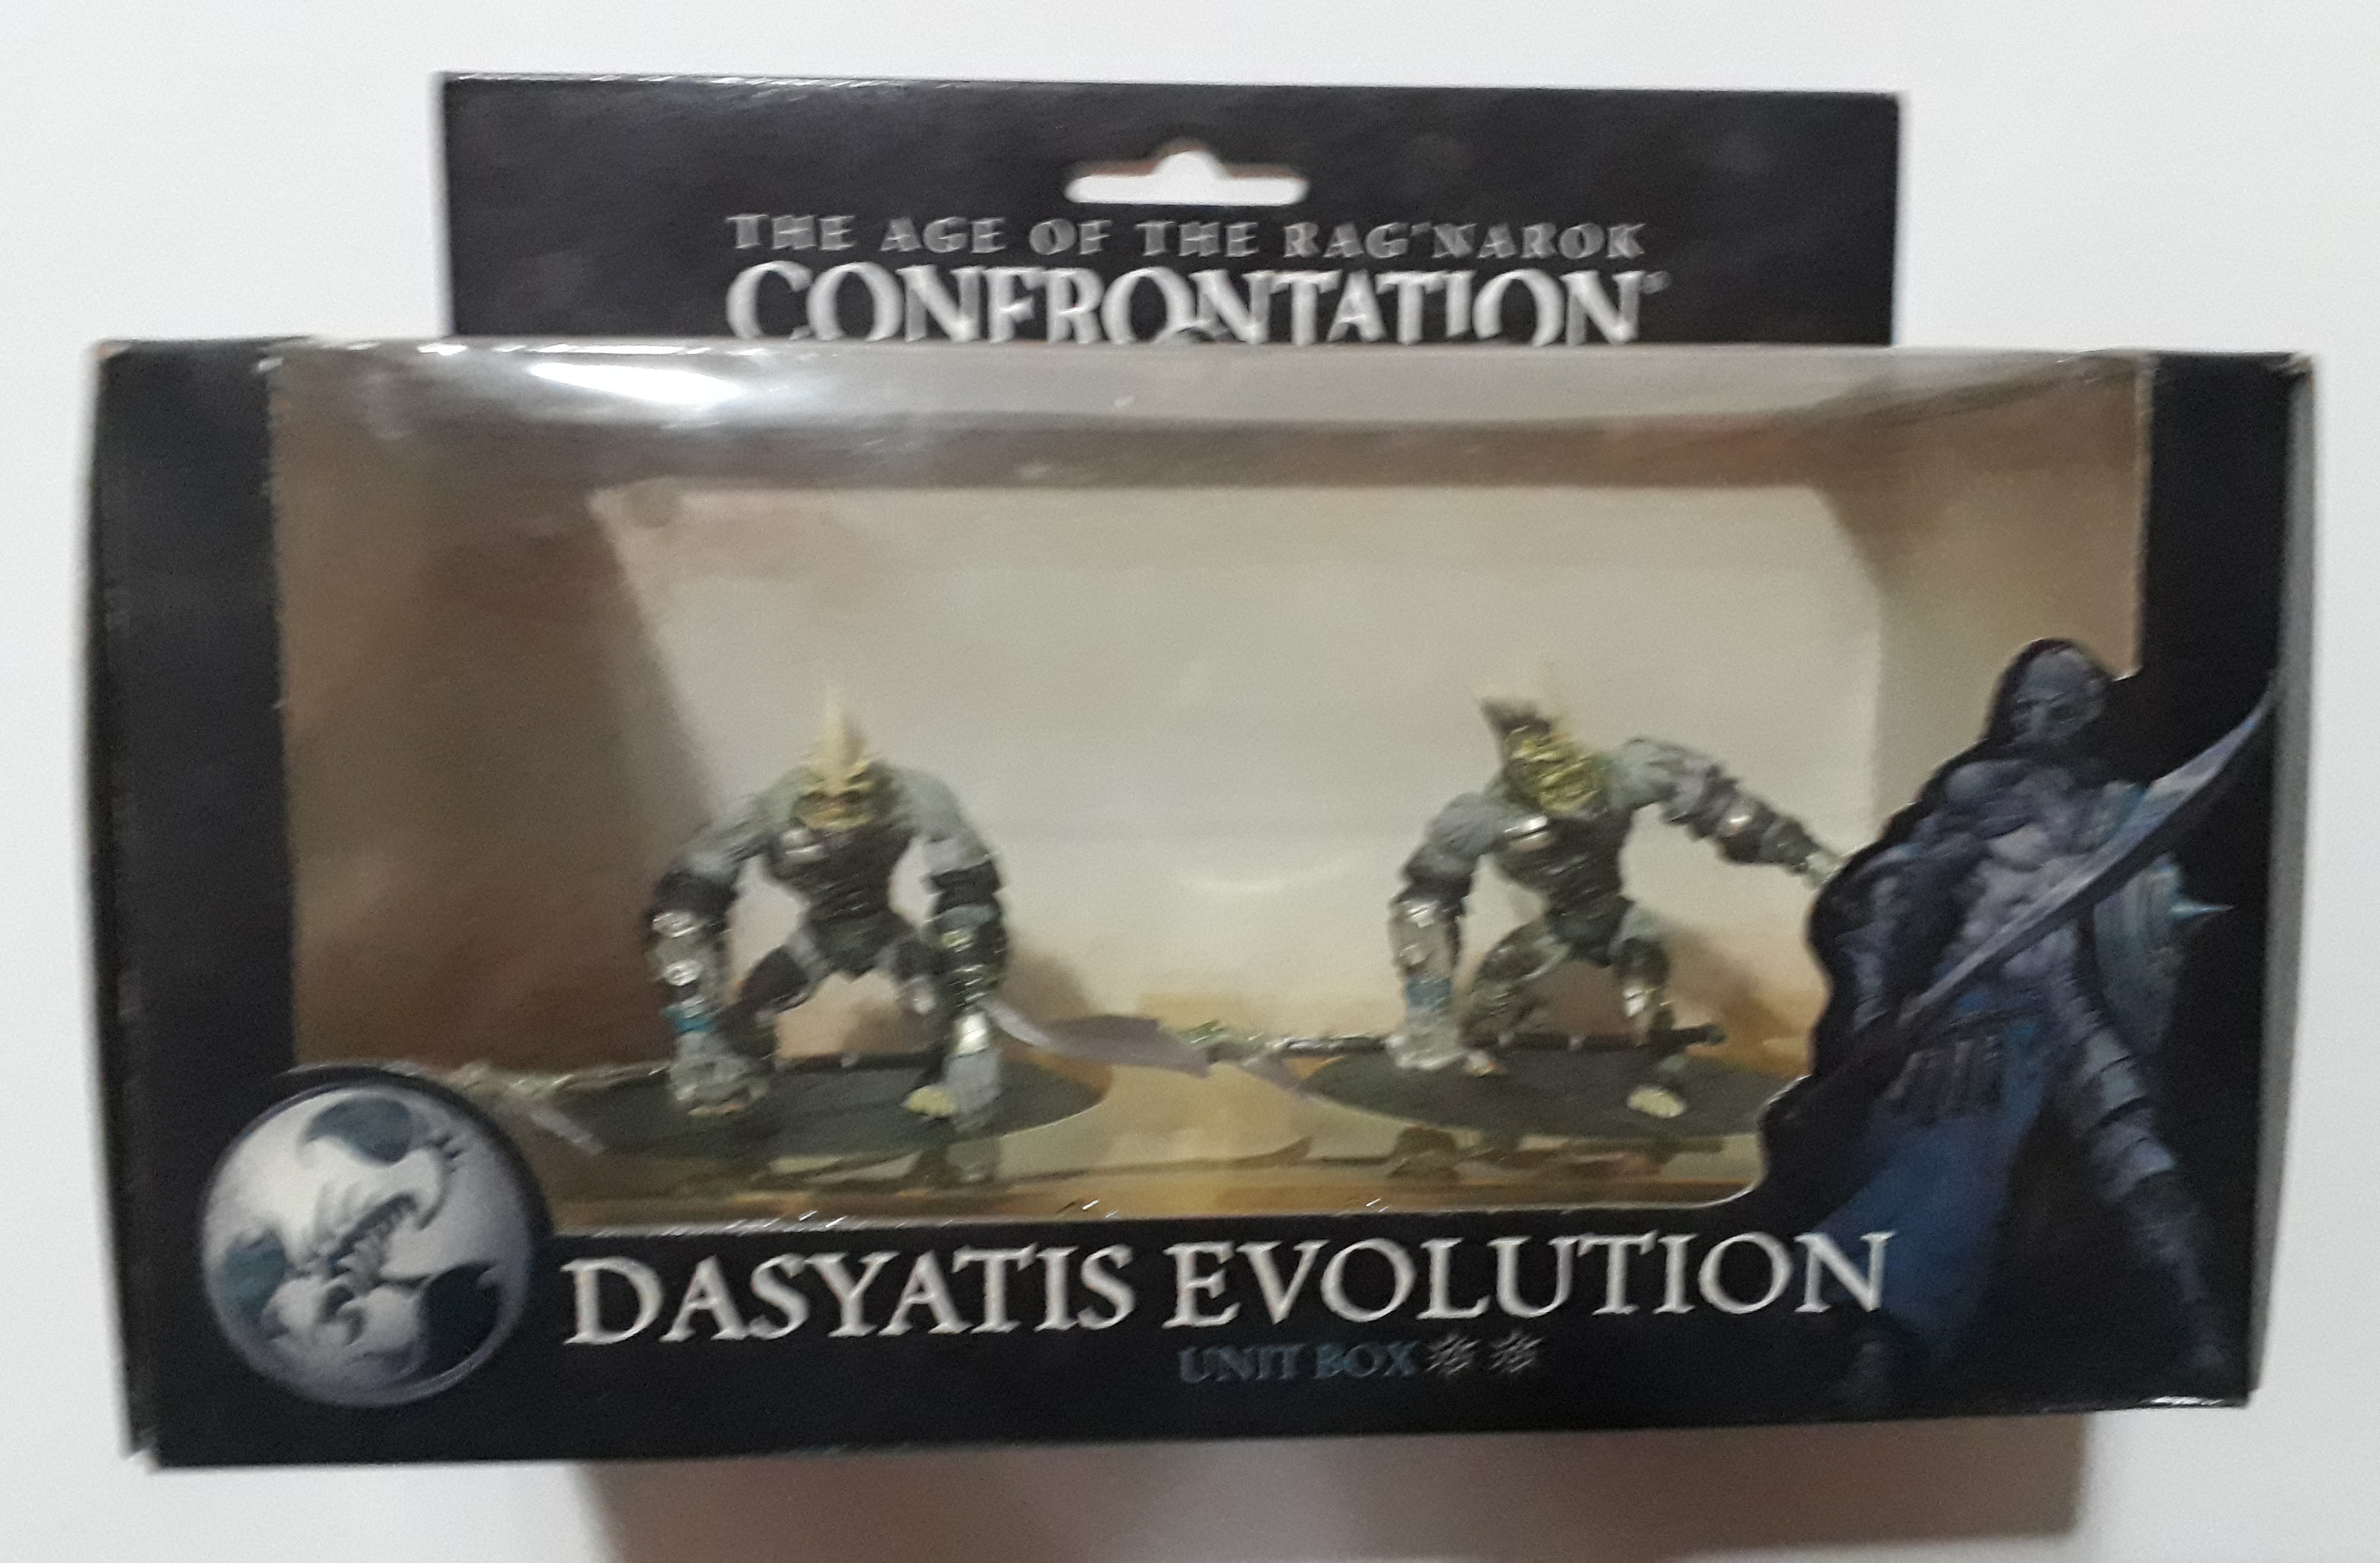 THE AGE OF THE RAG'NAROK
CONFRONTATION®
DASYATIS EVOLUTION
UNIT BOX